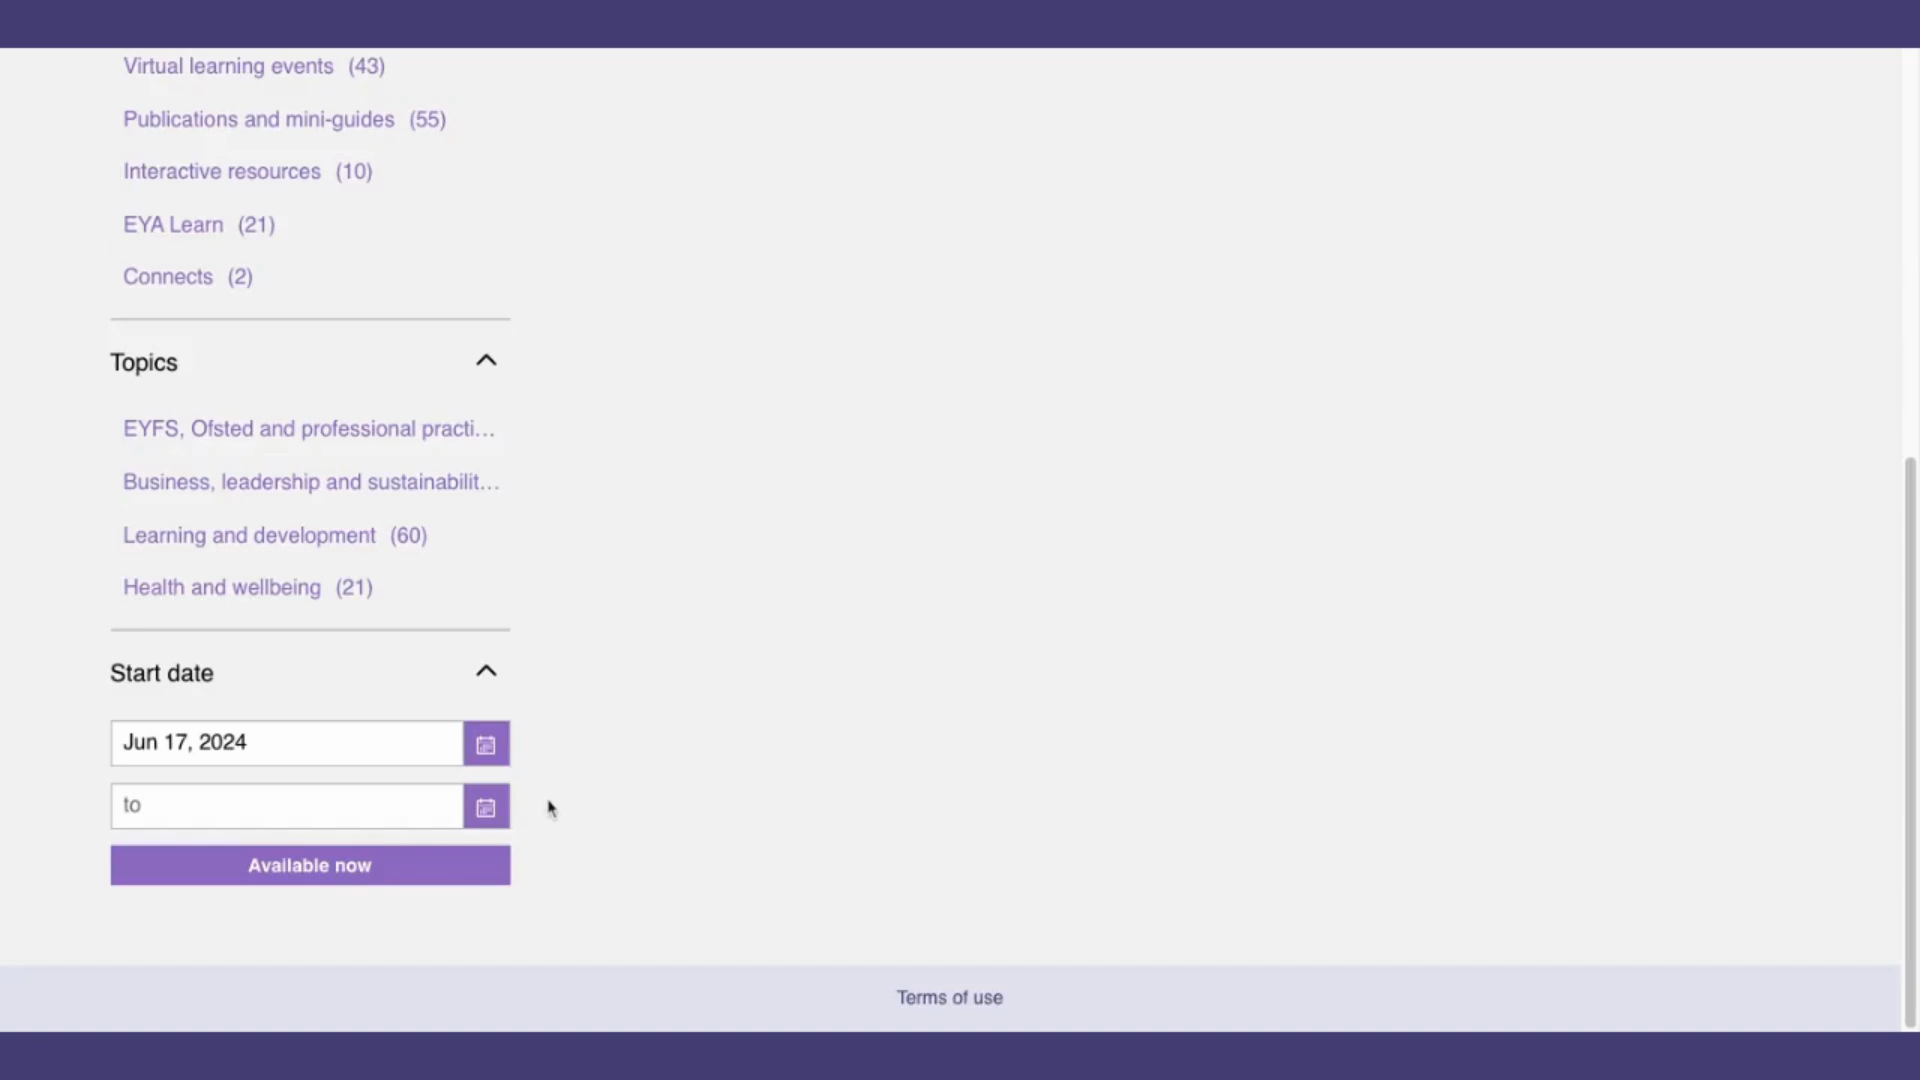 Virtual learning events (43)
Publications and mini-guides (55)
Interactive resources (10)
EYA Learn (21)
Connects (2)
Topics
EYFS, Ofsted and professional practi...
Business, leadership and sustainabilit...
Learning and development (60)
Health and wellbeing (21)
Start date
Jun 17, 2024
to
Available now
Terms of use